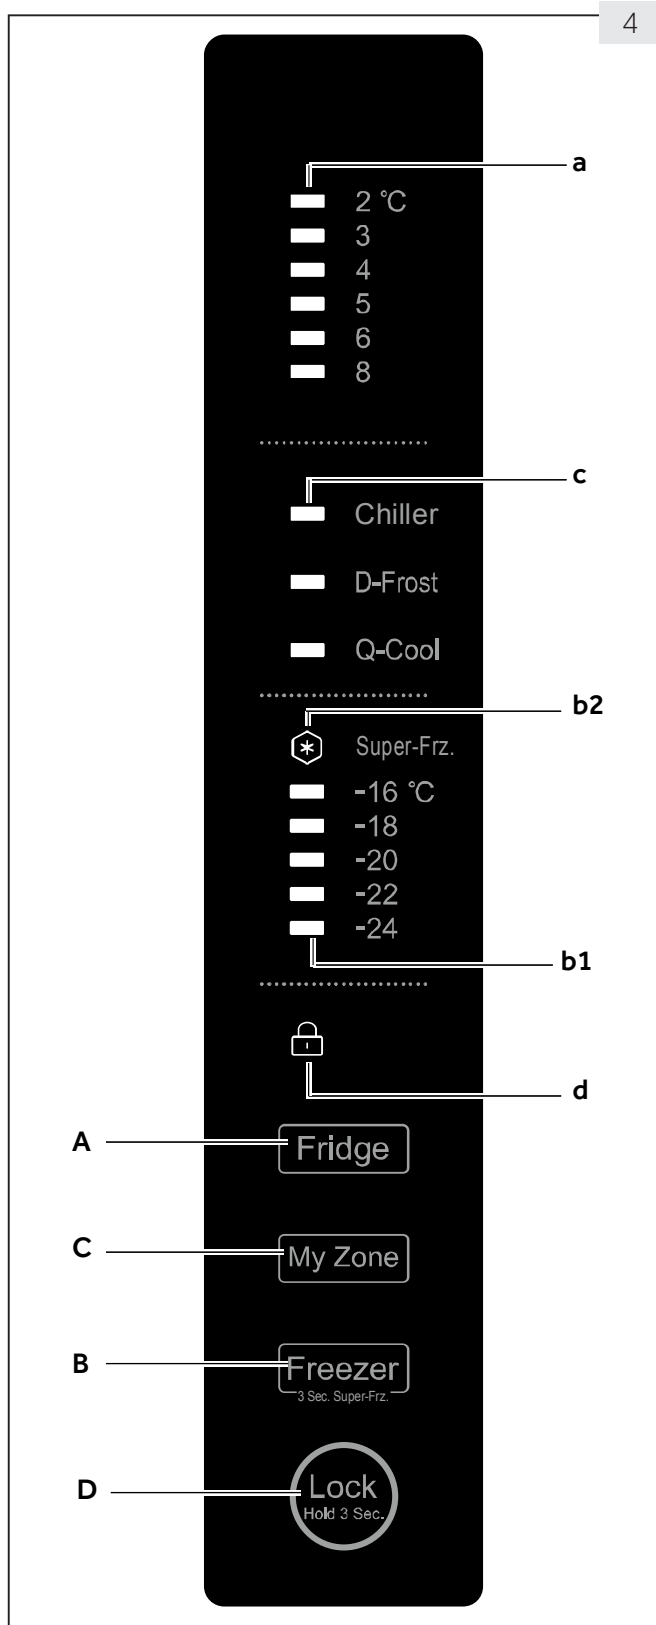 4
a
2 °C
3
4
5
6
8
c
Chiller
D-Frost
Q-Cool
b2
Super-Frz.
-16 °C
-18
-20
-22
-24
b1
d
A
Fridge
C
My Zone
B
Freezer
3 Sec. Super-Frz.
D
Lock
Hold 3 Sec.